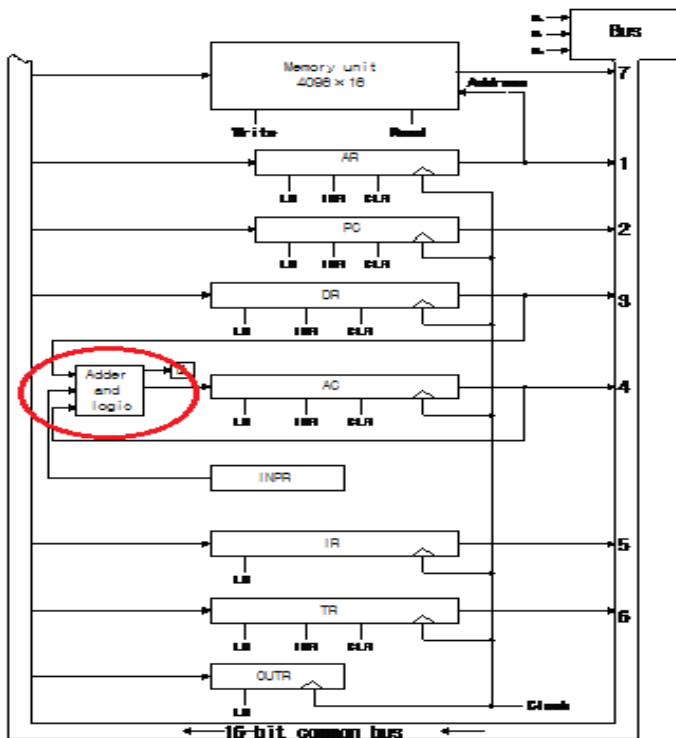 Bus
Memory unit
4096×16
7
Address
Write Read
AR
1
LD INR CLR
PC
2
LD INR CLR
DR
3
LD INR CLR
Adder
and
logic
AC
4
LD INR CLR
INPR
IR
5
LD
TR
6
LD INR CLR
OUTR
LD
Clock
16-bit common bus